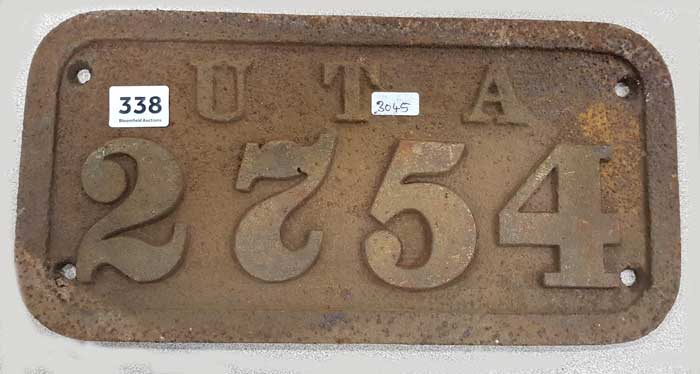 U T A
338
Bloomfield Auctions
3045
2754